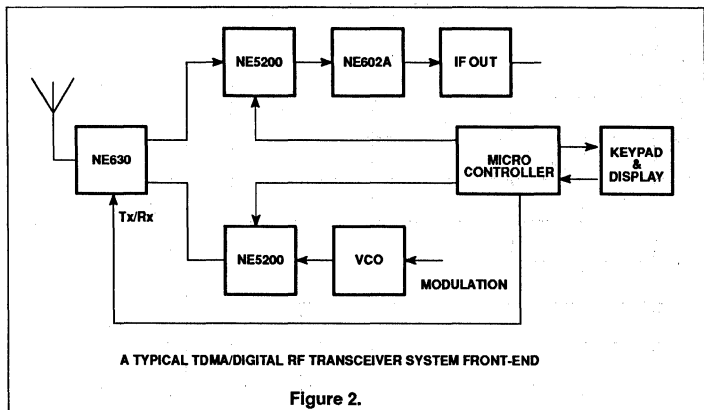 NE5200
NE602A
IF OUT
NE630
MICRO
CONTROLLER
KEYPAD
&
DISPLAY
Tx/Rx
NE5200
VCO
MODULATION
A TYPICAL TDMA/DIGITAL RF TRANSCEIVER SYSTEM FRONT-END
Figure 2.